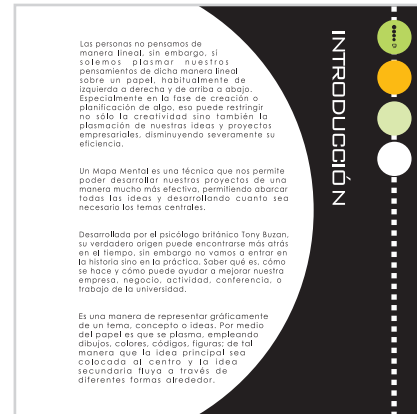 INTRODUCCIÓN
Las personas no pensamos de
manera lineal, sin embargo, sí
solemos plasmar nuestros
pensamientos de dicha manera lineal
sobre un papel, habitualmente de
izquierda a derecha y de arriba a abajo.
Especialmente en la fase de creación o
planificación de algo, eso puede restringir
no sólo la creatividad sino también la
plasmación de nuestras ideas y proyectos
empresariales, disminuyendo severamente su
eficiencia.
Un Mapa Mental es una técnica que nos permite
poder desarrollar nuestros proyectos de una
manera mucho más efectiva, permitiendo abarcar
todas las ideas y desarrollando cuanto sea
necesario los temas centrales.
Desarrollada por el psicólogo británico Tony Buzan,
su verdadero origen puede encontrarse más atrás
en el tiempo, sin embargo no vamos a entrar en
la historia sino en la práctica. Saber qué es, cómo
se hace y cómo puede ayudar a mejorar nuestra
empresa, negocio, actividad, conferencia, o
trabajo de la universidad.
Es una manera de representar gráficamente
de un tema, concepto o ideas. Por medio
del papel es que se plasma, empleando
dibujos, colores, códigos, figuras; de tal
manera que la idea principal sea
colocada al centro y la idea
secundaria fluya a través de
diferentes formas alrededor.